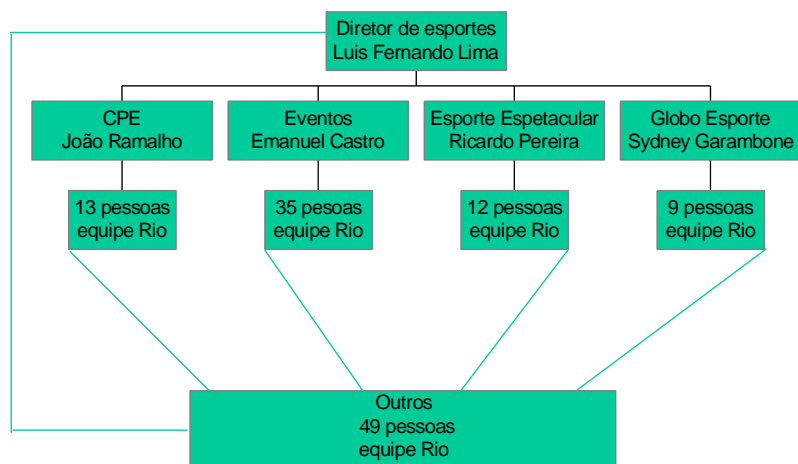 Diretor de esportes
Luis Fernando Lima
CPE
João Ramalho
Eventos
Emanuel Castro
Esporte Espetacular
Ricardo Pereira
Globo Esporte
Sydney Garambone
13 pessoas
equipe Rio
35 pesoas
equipe Rio
12 pessoas
equipe Rio
9 pessoas
equipe Rio
Outros
49 pessoas
equipe Rio